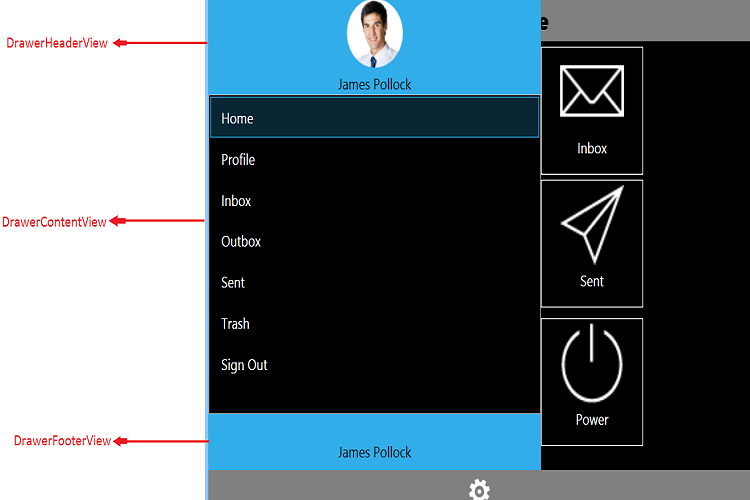 DrawerHeaderView
James Pollock
Home
Profile
Inbox
Outbox
Sent
Trash
Sign Out
DrawerContentView
DrawerFooterView
James Pollock
Inbox
Sent
Power